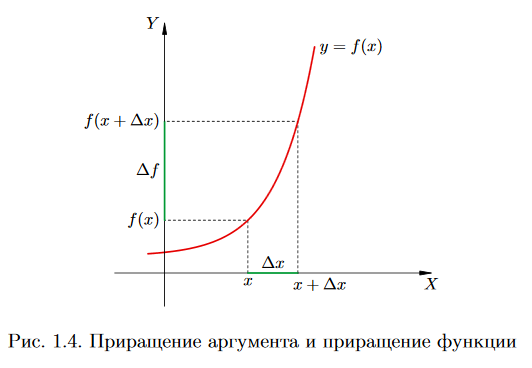 Y
y = f(x)
f(x + Δx)
Δf
f(x)
Δx
x
x + Δx
X
Рис. 1.4. Приращение аргумента и приращение функции